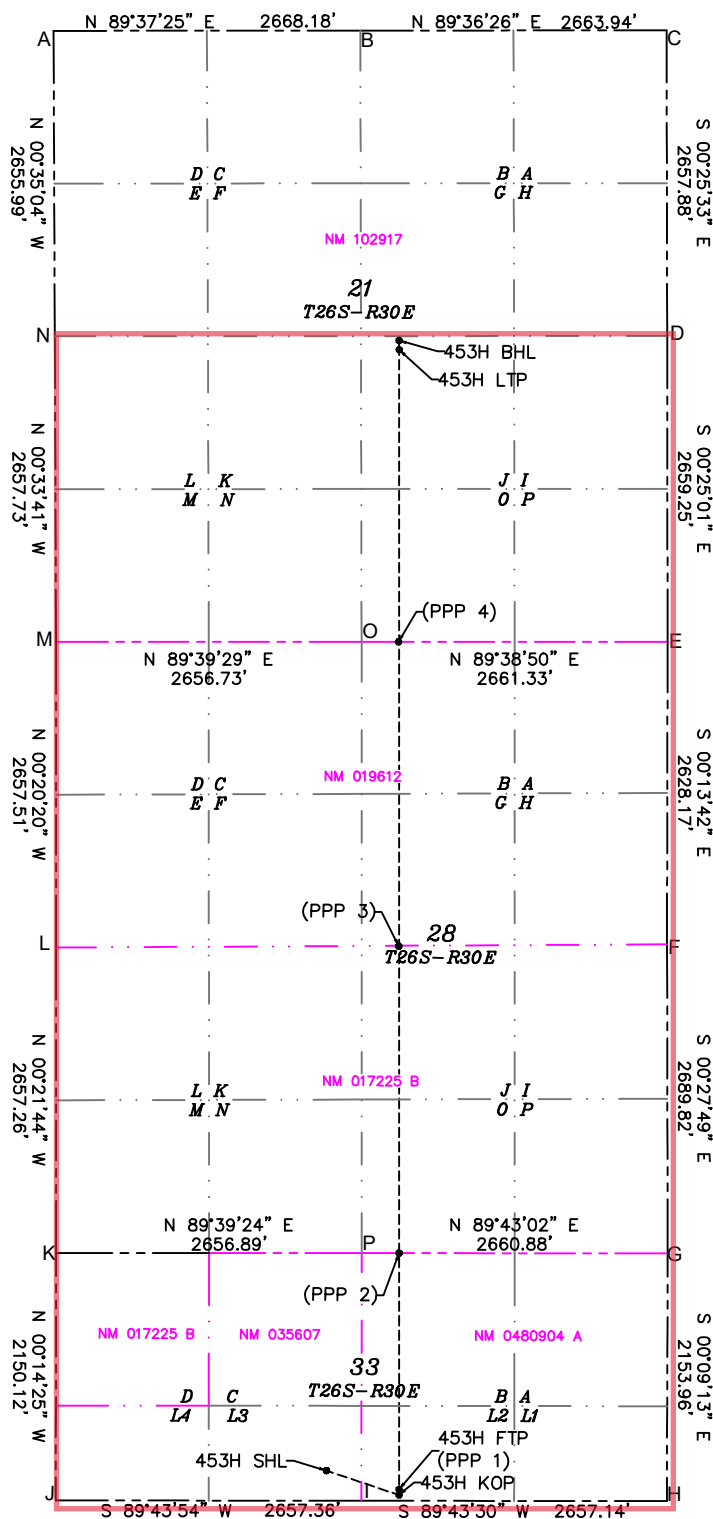 N 89°37'25" E 2668.18'
N 89°36'26" E 2663.94'
A
B
C
N 00°35'04" W
2655.99'
S 00°25'33" E
2657.88'
D C
E F
B A
G H
NM 102917
21
T26S-R30E
N
D
453H BHL
453H LTP
N 00°33'41" W
2657.73'
S 00°25'01" E
2659.25'
L K
M N
J I
O P
(PPP 4)
M
O
E
N 89°39'29" E
2656.73'
N 89°38'50" E
2661.33'
N 00°20'20" W
2657.51'
S 00°13'42" E
2628.17'
NM 019612
D C
E F
B A
G H
(PPP 3)
28
T26S-R30E
L
F
N 00°21'44" W
2657.26'
S 00°27'49" E
2689.82'
NM 017225 B
L K
M N
J I
O P
N 89°39'24" E
2656.89'
N 89°43'02" E
2660.88'
K
P
G
(PPP 2)
N 00°14'25" W
2150.12'
S 00°09'13" E
2153.96'
NM 017225 B
NM 035607
NM 0480904 A
33
T26S-R30E
D C
L4 L3
B A
L2 L1
453H FTP
(PPP 1)
453H SHL
453H KOP
J
I
H
S 89°43'54" W 2657.36'
S 89°43'30" W 2657.14'